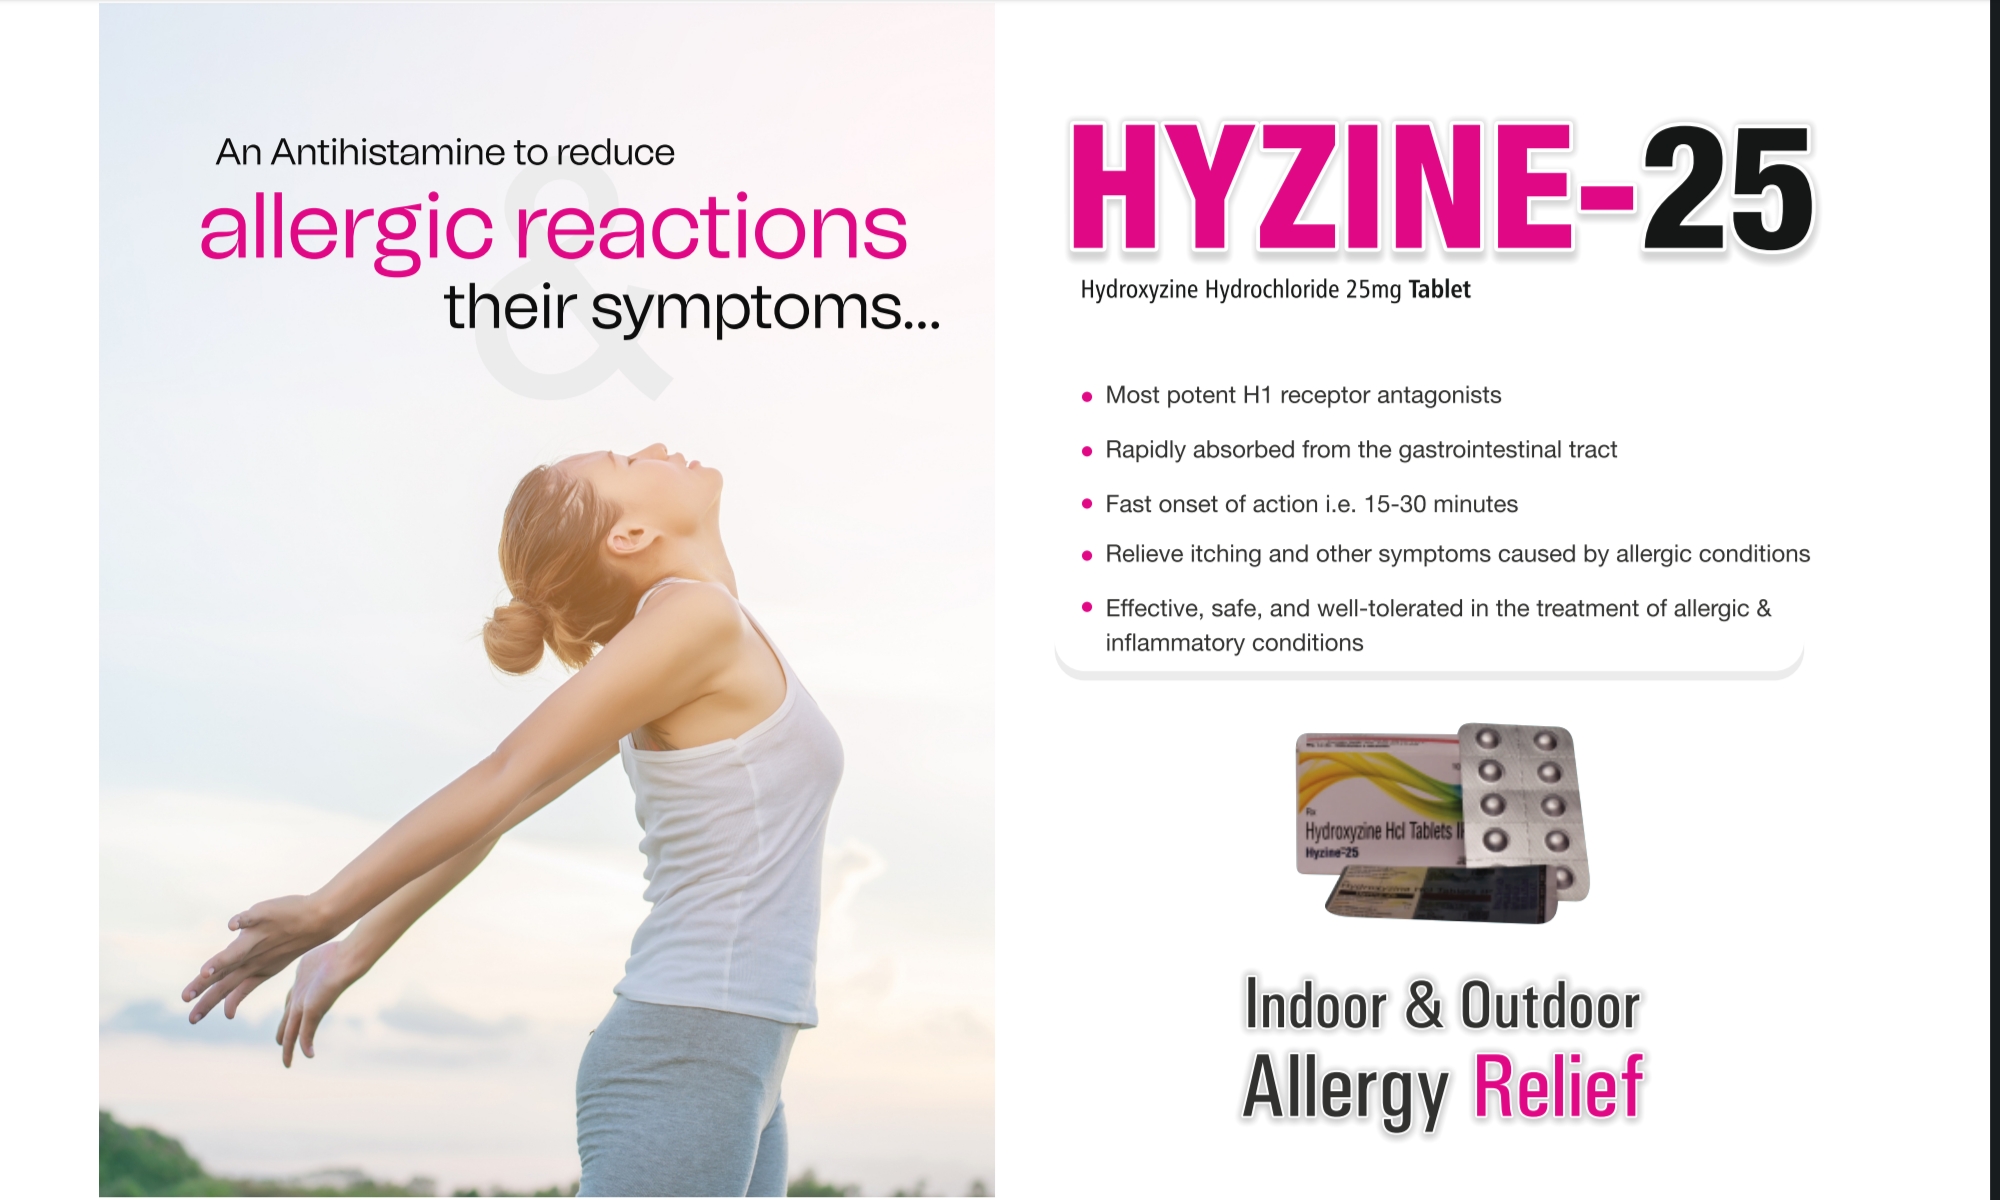 An Antihistamine to reduce
allergic reactions
&
their symptoms...
HYZINE-25
Hydroxyzine Hydrochloride 25mg Tablet
Most potent H1 receptor antagonists
Rapidly absorbed from the gastrointestinal tract
Fast onset of action i.e. 15-30 minutes
Relieve itching and other symptoms caused by allergic conditions
Effective, safe, and well-tolerated in the treatment of allergic &
inflammatory conditions
Rx
Hydroxyzine Hcl Tablets
Hyzine-25
Hydroxyzine Tablets
Indoor & Outdoor
Allergy Relief